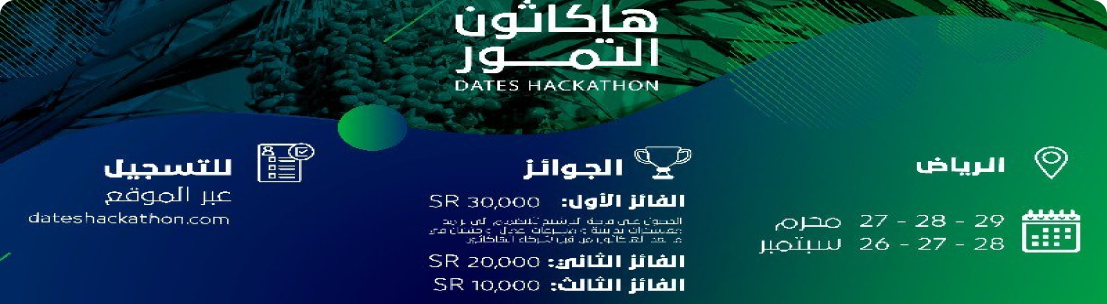 هاكاثون
التمور
DATES HACKATHON
الرياض
27 - 28 - 29 محرم
26 - 27 - 28 سبتمبر
الجوائز
الفائز الأول: SR 30,000
الفائز الثاني: SR 20,000
الفائز الثالث: SR 10,000
للتسجيل
عبر الموقع
dateshackathon.com